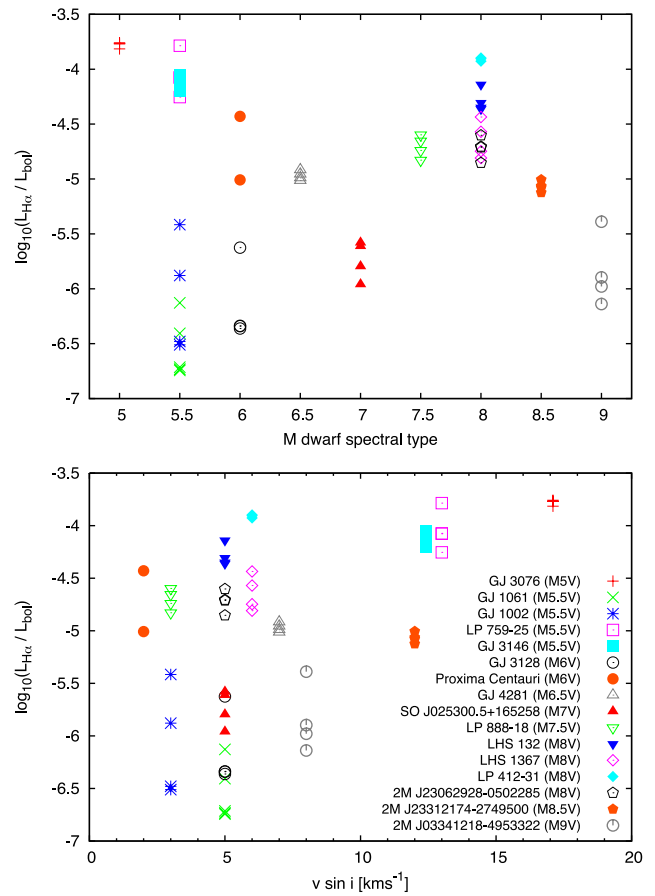 -3.5
-4
-4.5
-5
-5.5
-6
-6.5
-7
log₁₀(L_Hα / L_bol)
5 5.5 6 6.5 7 7.5 8 8.5 9
M dwarf spectral type
-3.5
-4
-4.5
-5
-5.5
-6
-6.5
-7
log₁₀(L_Hα / L_bol)
GJ 3076 (M5V)
GJ 1061 (M5.5V)
GJ 1002 (M5.5V)
LP 759-25 (M5.5V)
GJ 3146 (M5.5V)
GJ 3128 (M6V)
Proxima Centauri (M6V)
GJ 4281 (M6.5V)
SO J025300.5+165258 (M7V)
LP 888-18 (M7.5V)
LHS 132 (M8V)
LHS 1367 (M8V)
LP 412-31 (M8V)
2M J23062928-0502285 (M8V)
2M J23312174-2749500 (M8.5V)
2M J03341218-4953322 (M9V)
0 5 10 15 20
v sin i [kms⁻¹]